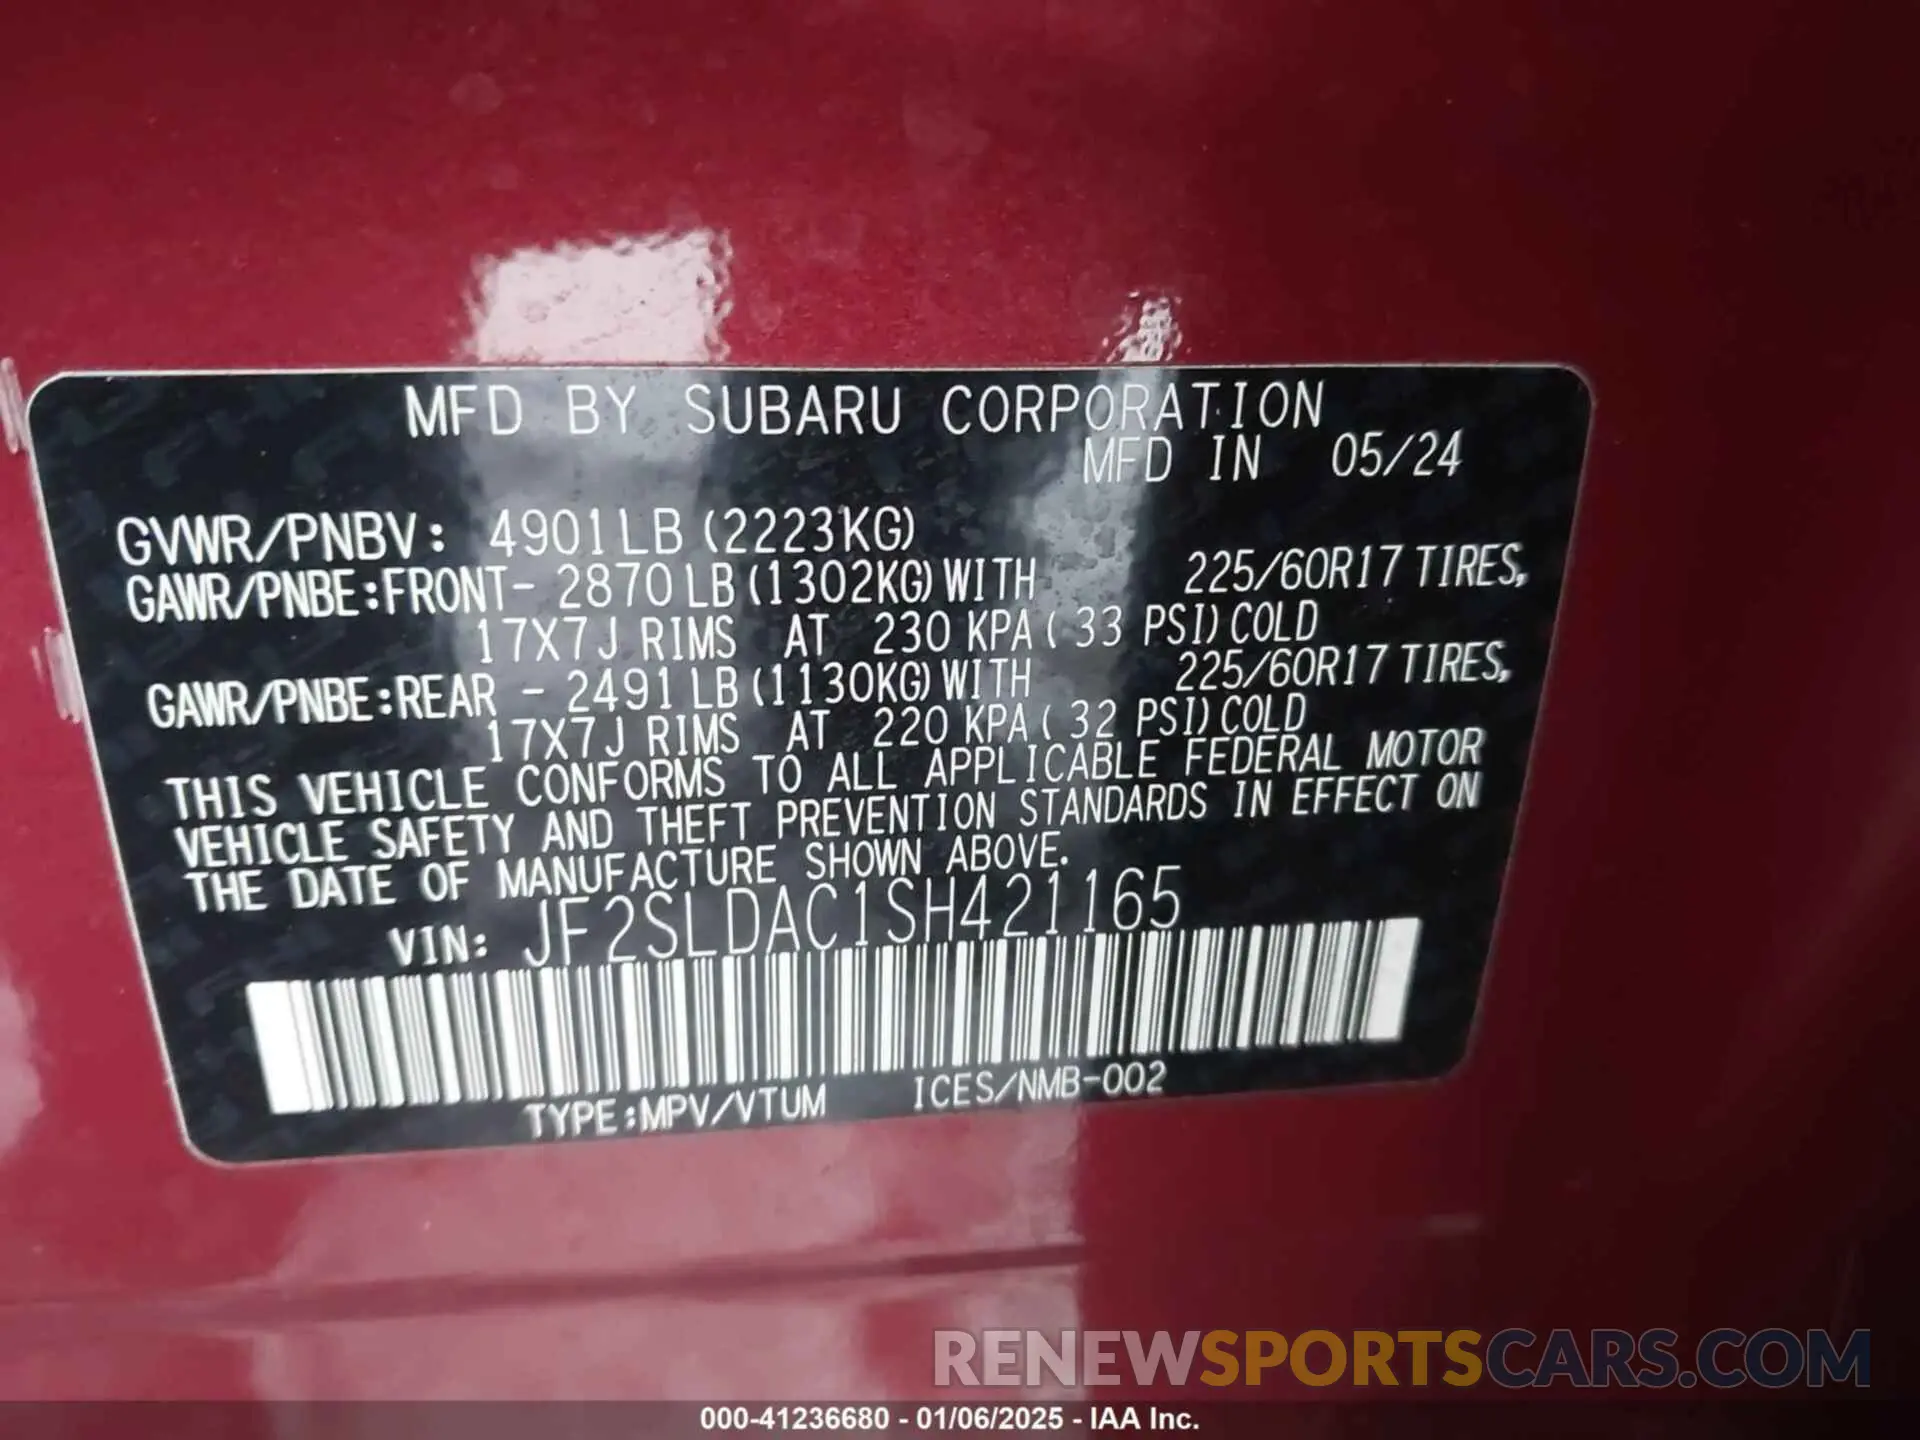 MFD BY SUBARU CORPORATION
MFD IN 05/24
GVWR/PNBV: 4901LB (2223KG)
GAWR/PNBE:FRONT- 2870LB (1302KG) WITH 225/60R17 TIRES,
17X7J RIMS AT 230 KPA ( 33 PSI) COLD
GAWR/PNBE:REAR - 2491LB (1130KG) WITH 225/60R17 TIRES,
17X7J RIMS AT 220 KPA ( 32 PSI) COLD
THIS VEHICLE CONFORMS TO ALL APPLICABLE FEDERAL MOTOR
VEHICLE SAFETY AND THEFT PREVENTION STANDARDS IN EFFECT ON
THE DATE OF MANUFACTURE SHOWN ABOVE.
VIN: JF2SLDAC1SH421165
TYPE:MPV/VTUM ICES/NMB-002
RENEWSPORTSCARS.COM
000-41236680 - 01/06/2025 - IAA Inc.